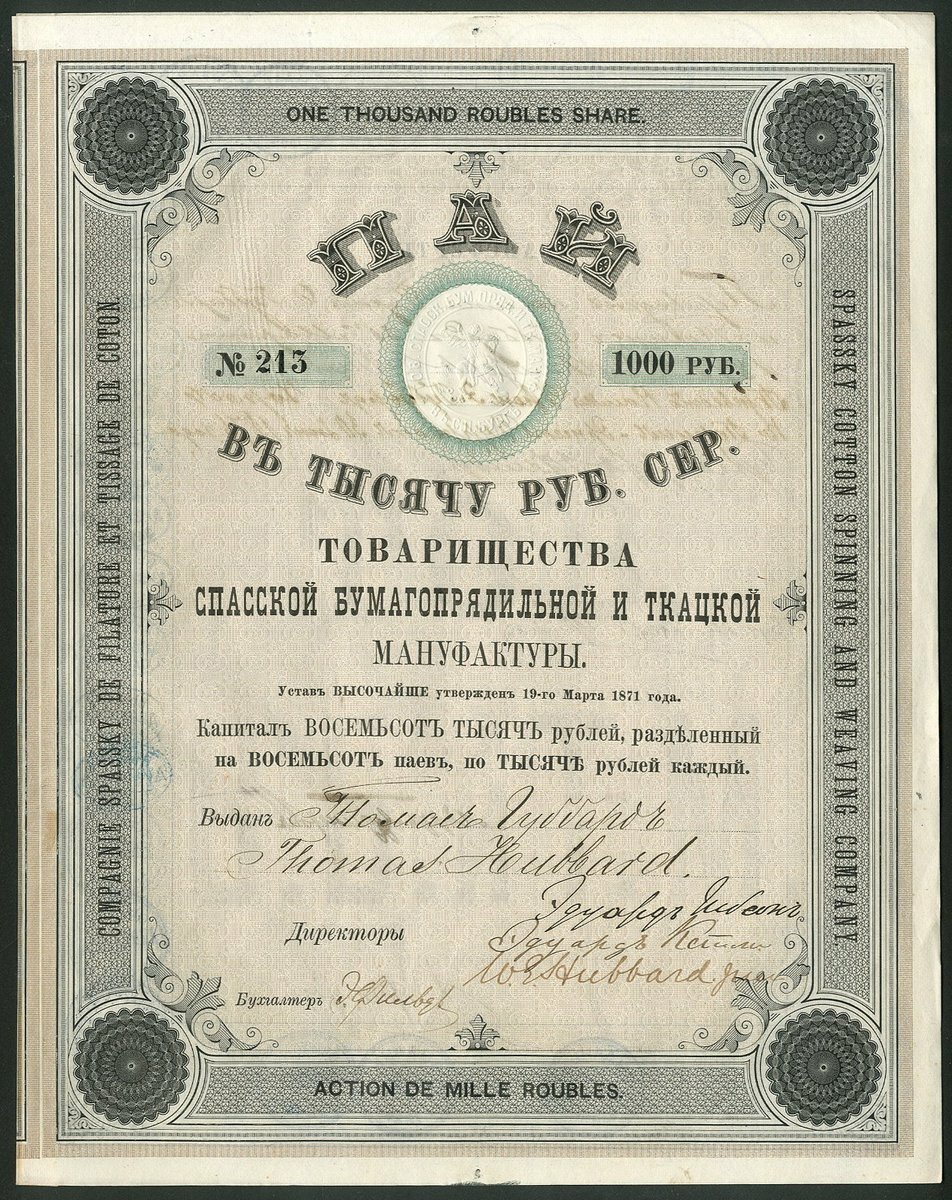 ONE THOUSAND ROUBLES SHARE.
COMPAGNIE SPASSKY DE FILATURE ET TISSAGE DE COTON
SPASSKY COTTON SPINNING AND WEAVING COMPANY.
ПАЙ
№ 213
1000 РУБ.
ВЪ ТЫСЯЧУ РУБ. СЕР.
ТОВАРИЩЕСТВА
СПАССКОЙ БУМАГОПРЯДИЛЬНОЙ И ТКАЦКОЙ
МАНУФАКТУРЫ.
Уставъ ВЫСОЧАЙШЕ утвержденъ 19-го Марта 1871 года.
Капиталъ ВОСЕМЬСОТЪ ТЫСЯЧЪ рублей, раздѣленный
на ВОСЕМЬСОТЪ паевъ, по ТЫСЯЧѢ рублей каждый.
Выданъ Томасъ Губбардъ
Thomas Hubbard.
Эдуардъ
Директоры
Эдуардъ
W. E. Hubbard
Бухгалтеръ
ACTION DE MILLE ROUBLES.